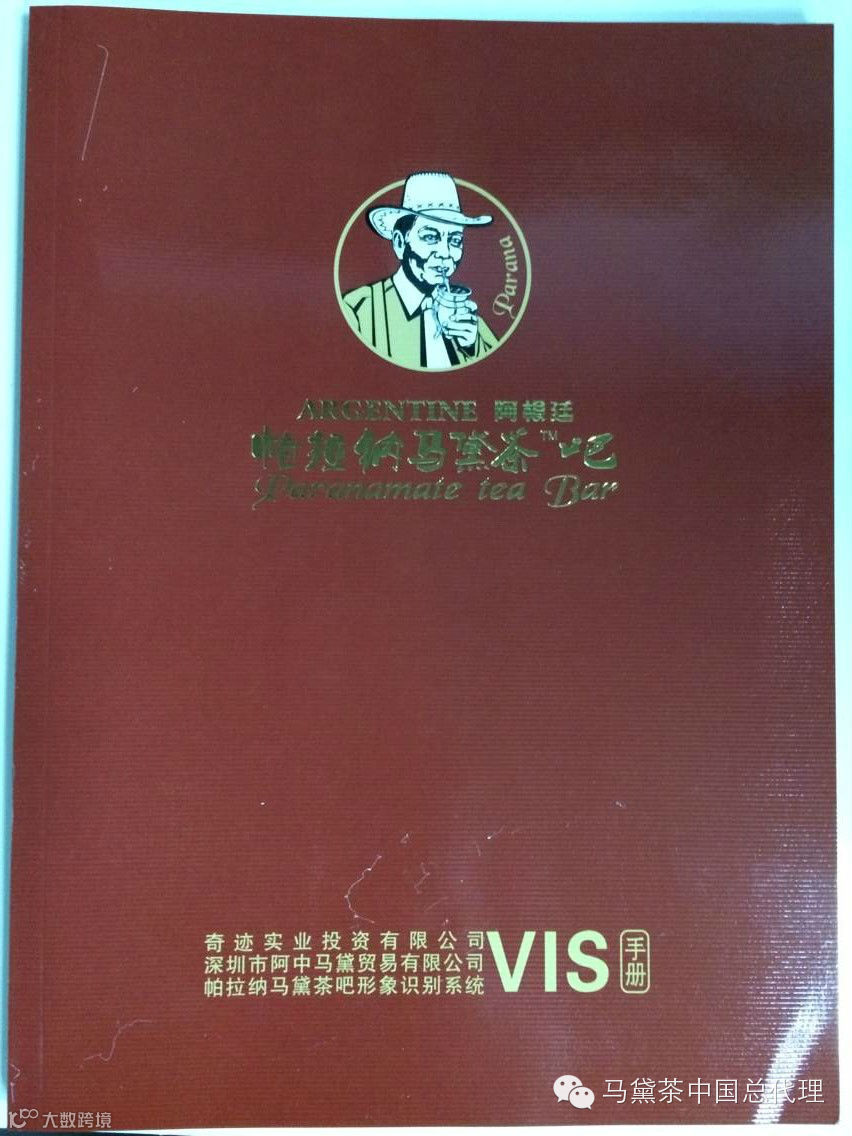 Parana
ARGENTINE 阿根廷
帕拉纳马黛茶™吧
Paranamate tea Bar
奇迹实业投资有限公司
深圳市阿中马黛贸易有限公司
帕拉纳马黛茶吧形象识别系统
VIS 手册
马黛茶中国总代理
大数跨境